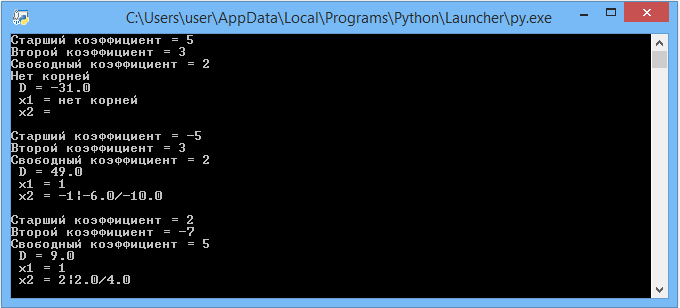 C:\Users\user\AppData\Local\Programs\Python\Launcher\py.exe
Старший коэффициент = 5
Второй коэффициент = 3
Свободный коэффициент = 2
Нет корней
D = -31.0
x1 = нет корней
x2 =
Старший коэффициент = -5
Второй коэффициент = 3
Свободный коэффициент = 2
D = 49.0
x1 = 1
x2 = -1¦-6.0/-10.0
Старший коэффициент = 2
Второй коэффициент = -7
Свободный коэффициент = 5
D = 9.0
x1 = 1
x2 = 2¦2.0/4.0